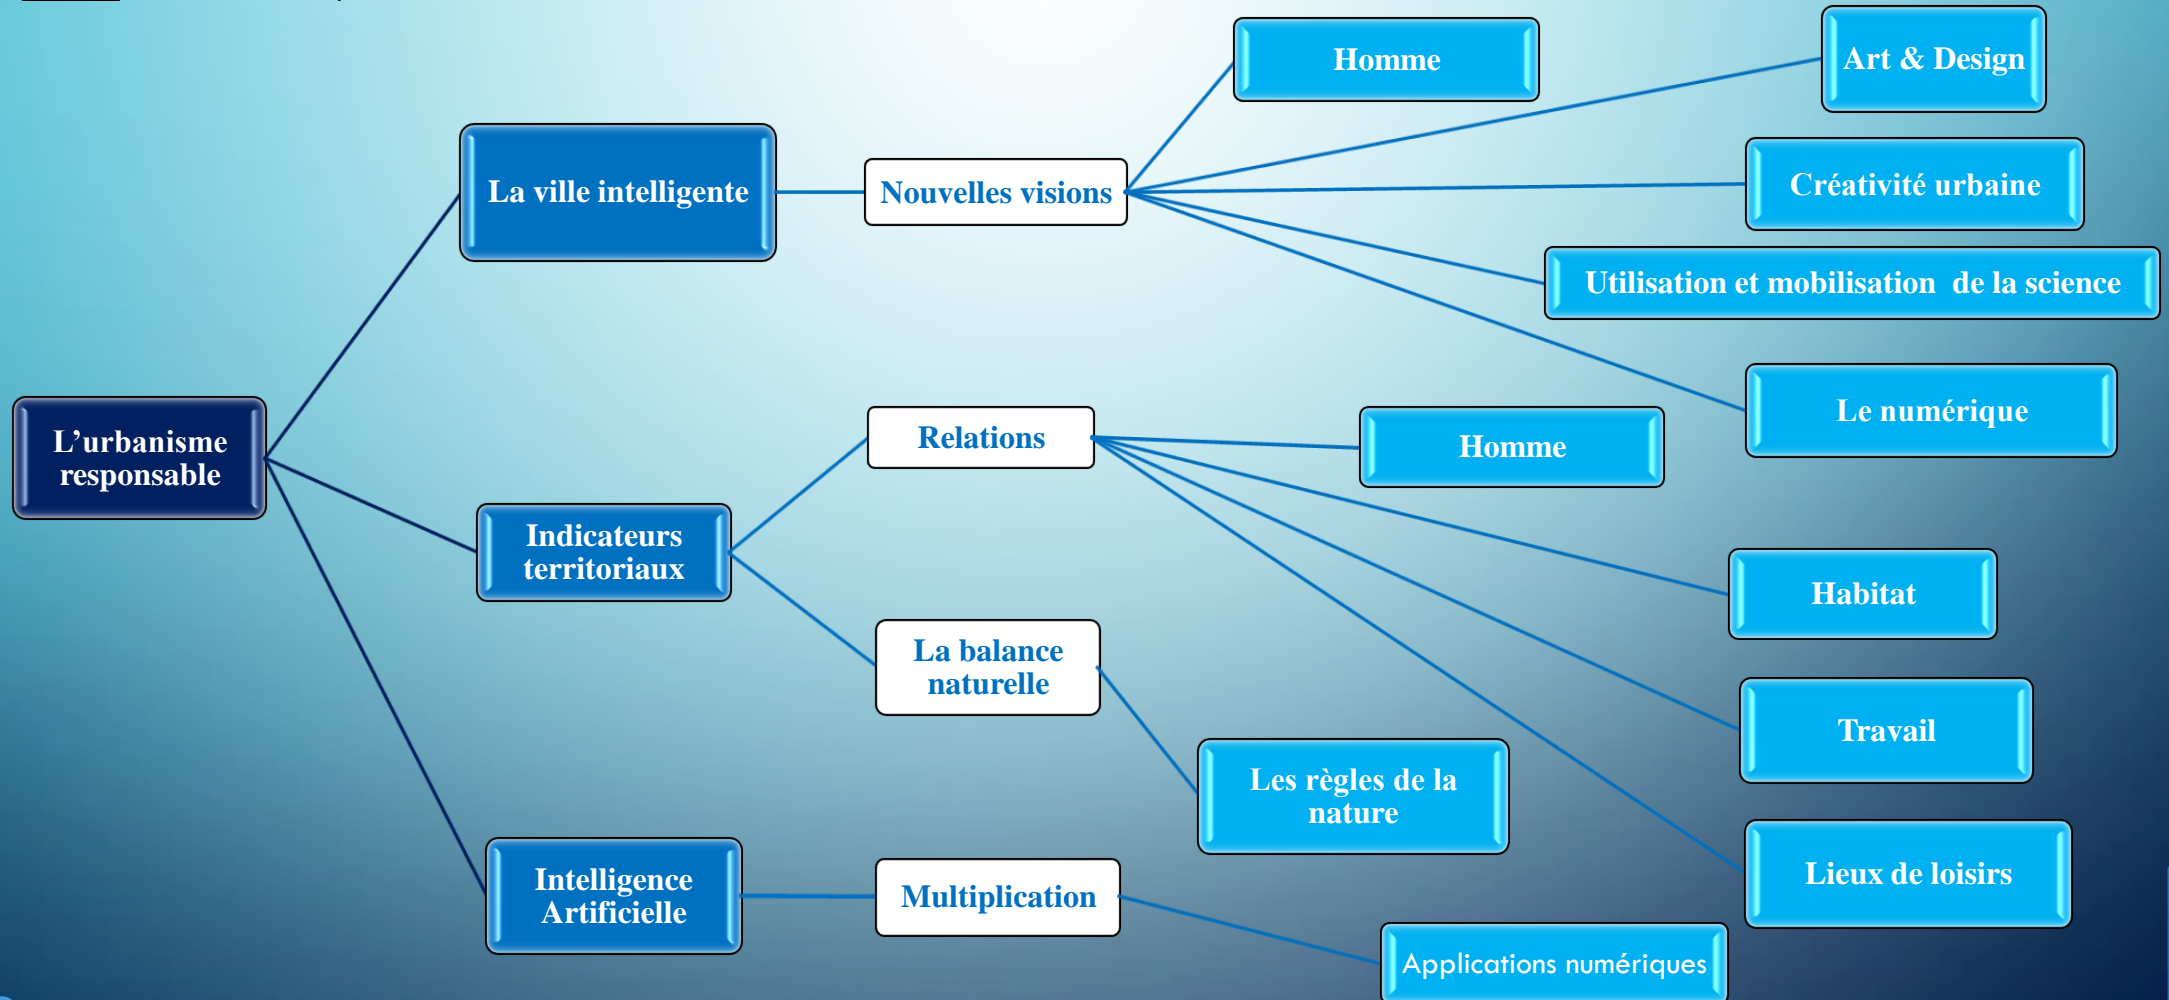 Homme
Art & Design
La ville intelligente
Nouvelles visions
Créativité urbaine
Utilisation et mobilisation de la science
Le numérique
L’urbanisme
responsable
Relations
Homme
Indicateurs
territoriaux
Habitat
La balance
naturelle
Travail
Les règles de la
nature
Lieux de loisirs
Intelligence
Artificielle
Multiplication
Applications numériques